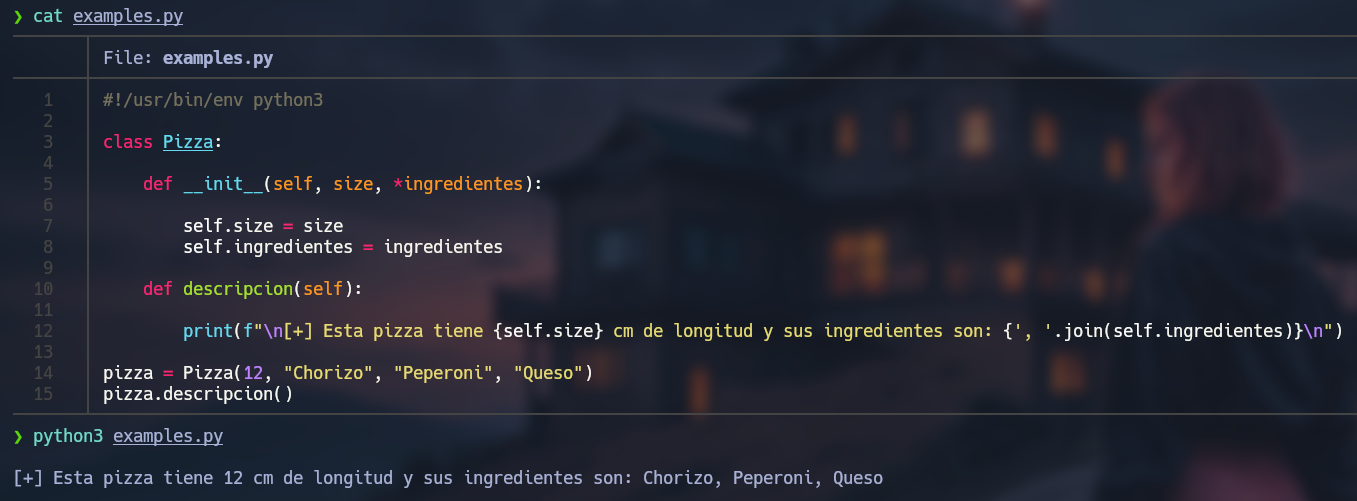 ❯ cat examples.py
File: examples.py
1 #!/usr/bin/env python3
2
3 class Pizza:
4
5     def __init__(self, size, *ingredientes):
6
7         self.size = size
8         self.ingredientes = ingredientes
9
10     def descripcion(self):
11
12         print(f"\n[+] Esta pizza tiene {self.size} cm de longitud y sus ingredientes son: {', '.join(self.ingredientes)}\n")
13
14 pizza = Pizza(12, "Chorizo", "Peperoni", "Queso")
15 pizza.descripcion()
❯ python3 examples.py
[+] Esta pizza tiene 12 cm de longitud y sus ingredientes son: Chorizo, Peperoni, Queso